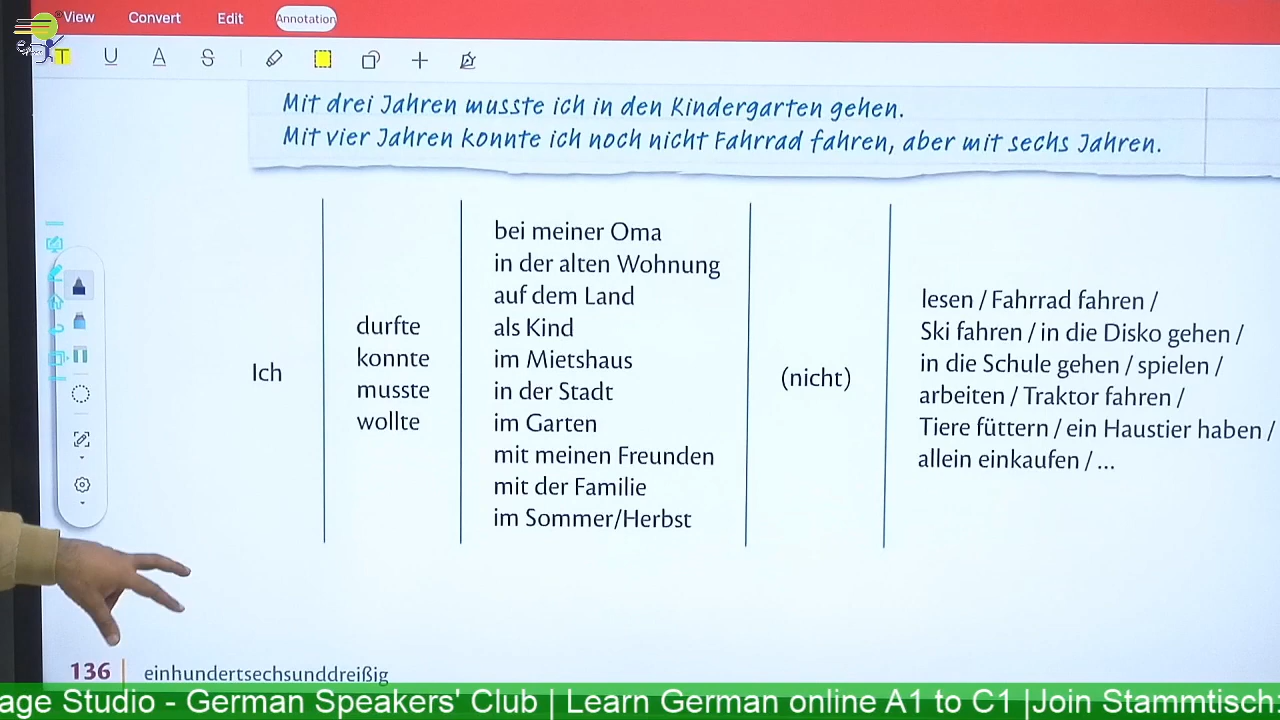 View Convert Edit Annotation
T U A S
Mit drei Jahren musste ich in den Kindergarten gehen.
Mit vier Jahren konnte ich noch nicht Fahrrad fahren, aber mit sechs Jahren.
Ich
durfte
konnte
musste
wollte
bei meiner Oma
in der alten Wohnung
auf dem Land
als Kind
im Mietshaus
in der Stadt
im Garten
mit meinen Freunden
mit der Familie
im Sommer/Herbst
(nicht)
lesen / Fahrrad fahren /
Ski fahren / in die Disko gehen /
in die Schule gehen / spielen /
arbeiten / Traktor fahren /
Tiere füttern / ein Haustier haben /
allein einkaufen / ...
136 einhundertsechsunddreißig
age Studio - German Speakers' Club | Learn German online A1 to C1 |Join Stammtisch: